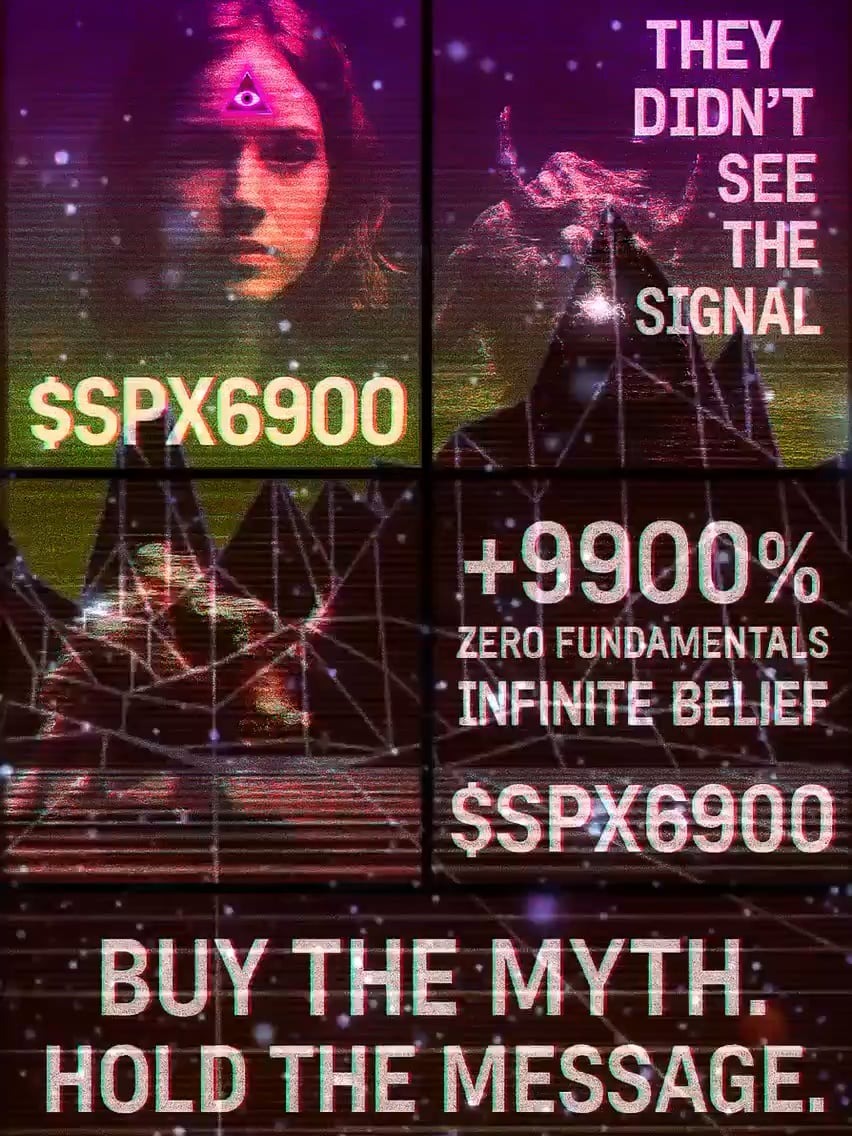 $SPX6900
THEY
DIDN'T
SEE
THE
SIGNAL
+9900%
ZERO FUNDAMENTALS
INFINITE BELIEF
$SPX6900
BUY THE MYTH.
HOLD THE MESSAGE.